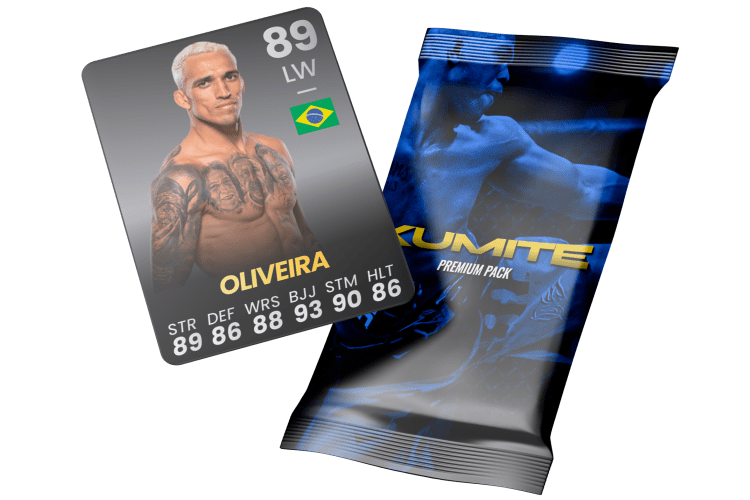 89
LW
OLIVEIRA
STR DEF WRS BJJ STM HLT
89 86 88 93 90 86
KUMITE
PREMIUM PACK